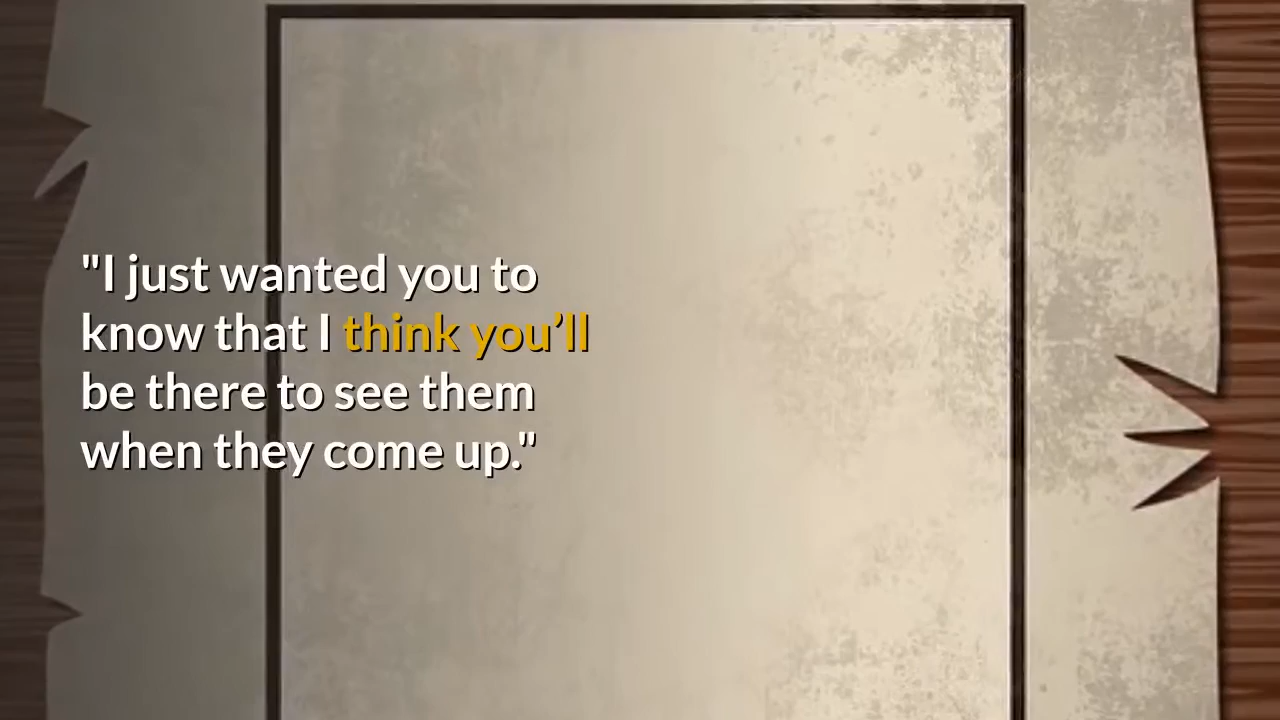 "I just wanted you to
know that I think you’ll
be there to see them
when they come up."